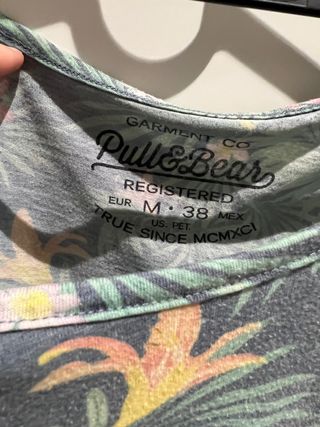 GARMENT CO
Pull&Bear
REGISTERED
EUR M · 38 MEX
US. PET.
TRUE SINCE MCMXCI